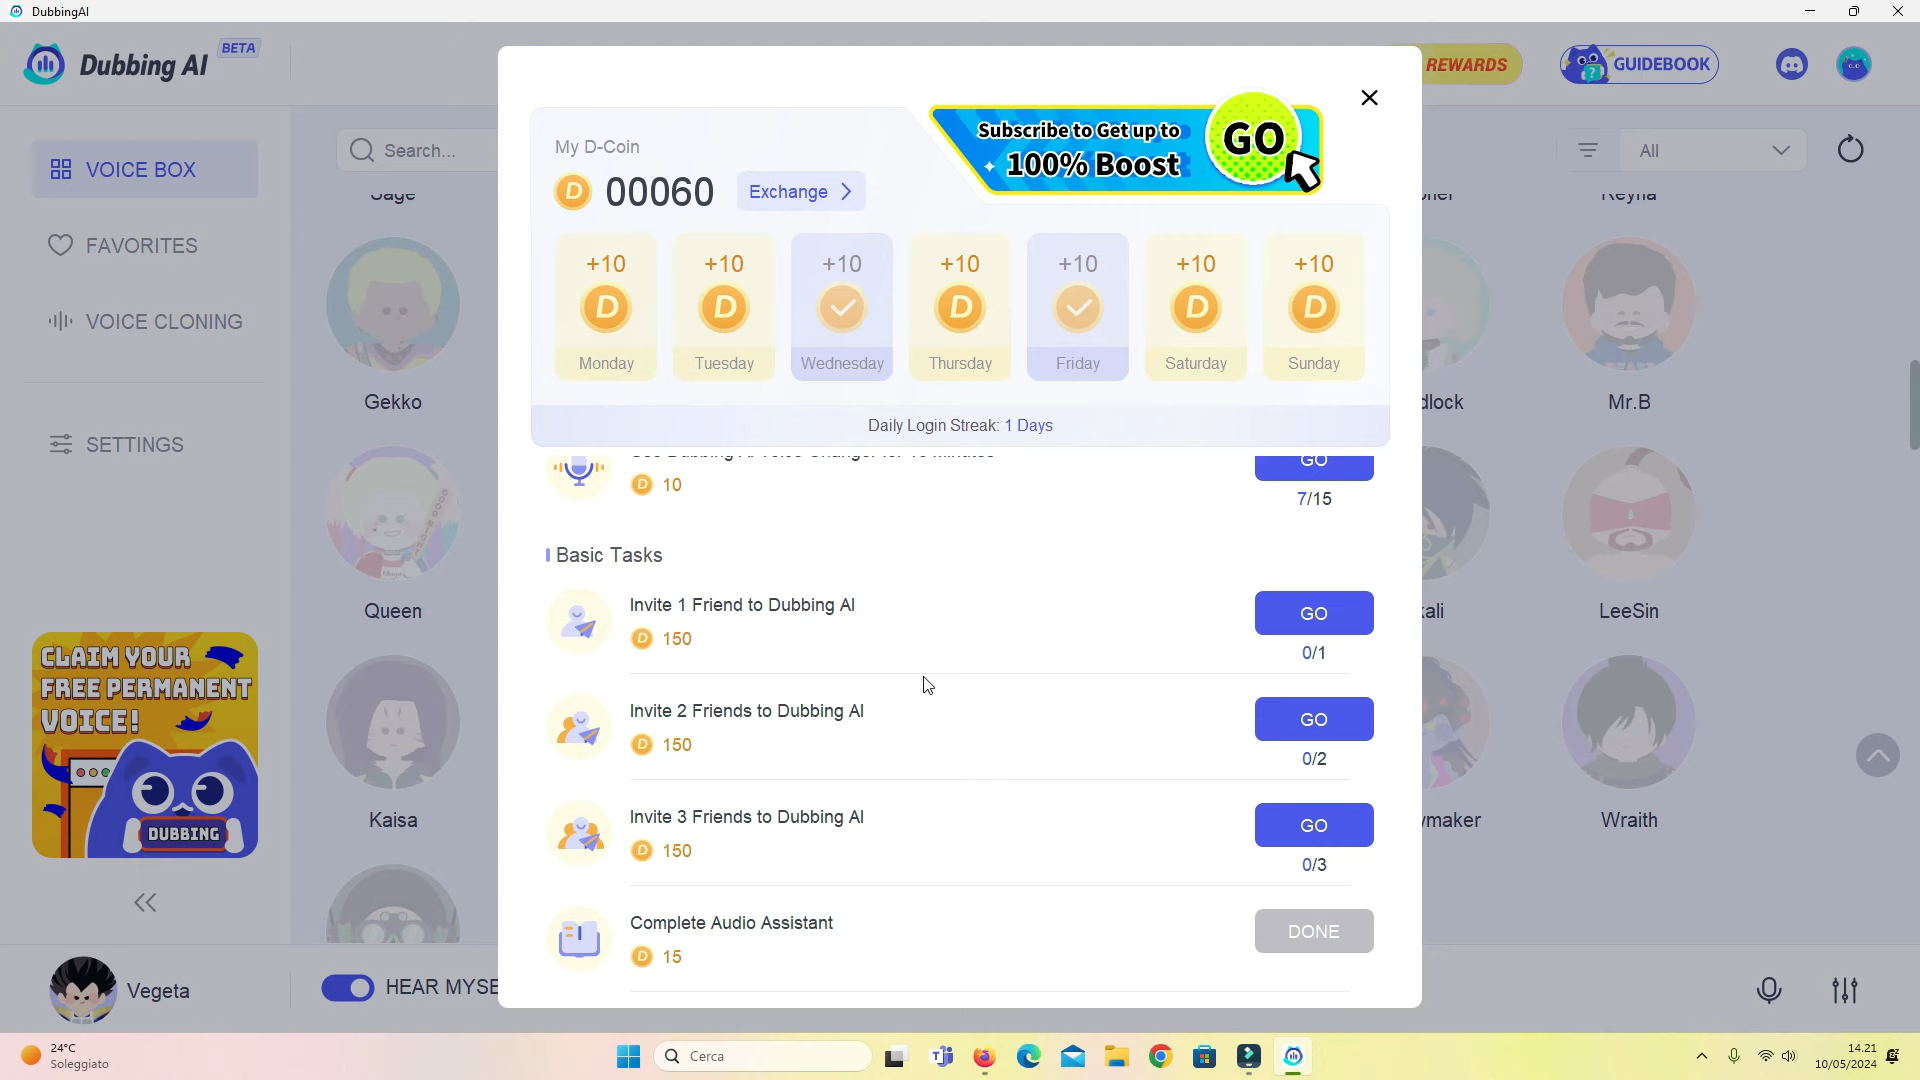 DubbingAI
Dubbing AI BETA
REWARDS
GUIDEBOOK
VOICE BOX
FAVORITES
VOICE CLONING
SETTINGS
CLAIM YOUR
FREE PERMANENT
VOICE!
DUBBING
Search...
All
Sage
Reyna
Gekko
Mr.B
Queen
LeeSin
Kaisa
Wraith
My D-Coin
D 00060 Exchange
Subscribe to Get up to
100% Boost
GO
+10 +10 +10 +10 +10 +10 +10
D D D D D
Monday Tuesday Wednesday Thursday Friday Saturday Sunday
Daily Login Streak: 1 Days
GO
D 10
7/15
Basic Tasks
Invite 1 Friend to Dubbing AI
D 150
GO
0/1
Invite 2 Friends to Dubbing AI
D 150
GO
0/2
Invite 3 Friends to Dubbing AI
D 150
GO
0/3
Complete Audio Assistant
D 15
DONE
Vegeta
HEAR MYSE
24°C
Soleggiato
Cerca
14.21
10/05/2024